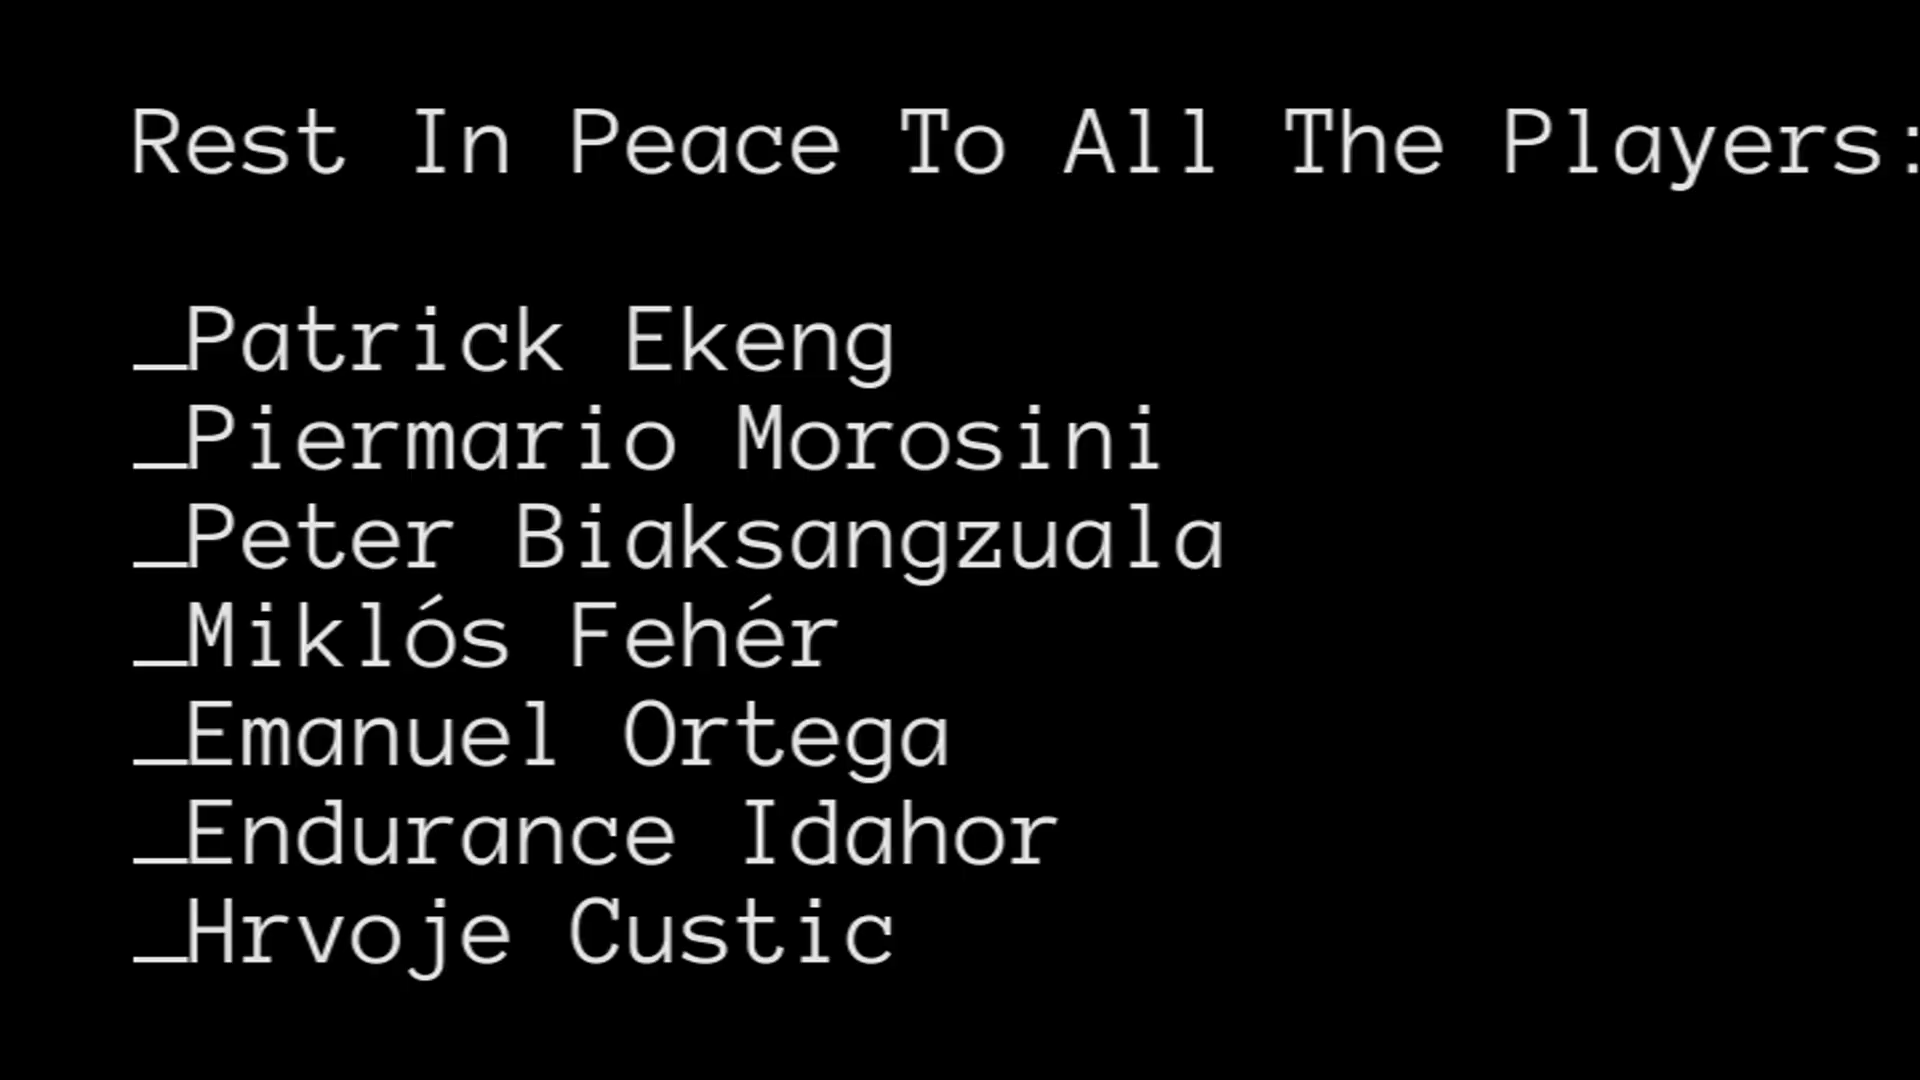 Rest In Peace To All The Players:
_Patrick Ekeng
_Piermario Morosini
_Peter Biaksangzuala
_Miklós Fehér
_Emanuel Ortega
_Endurance Idahor
_Hrvoje Custic